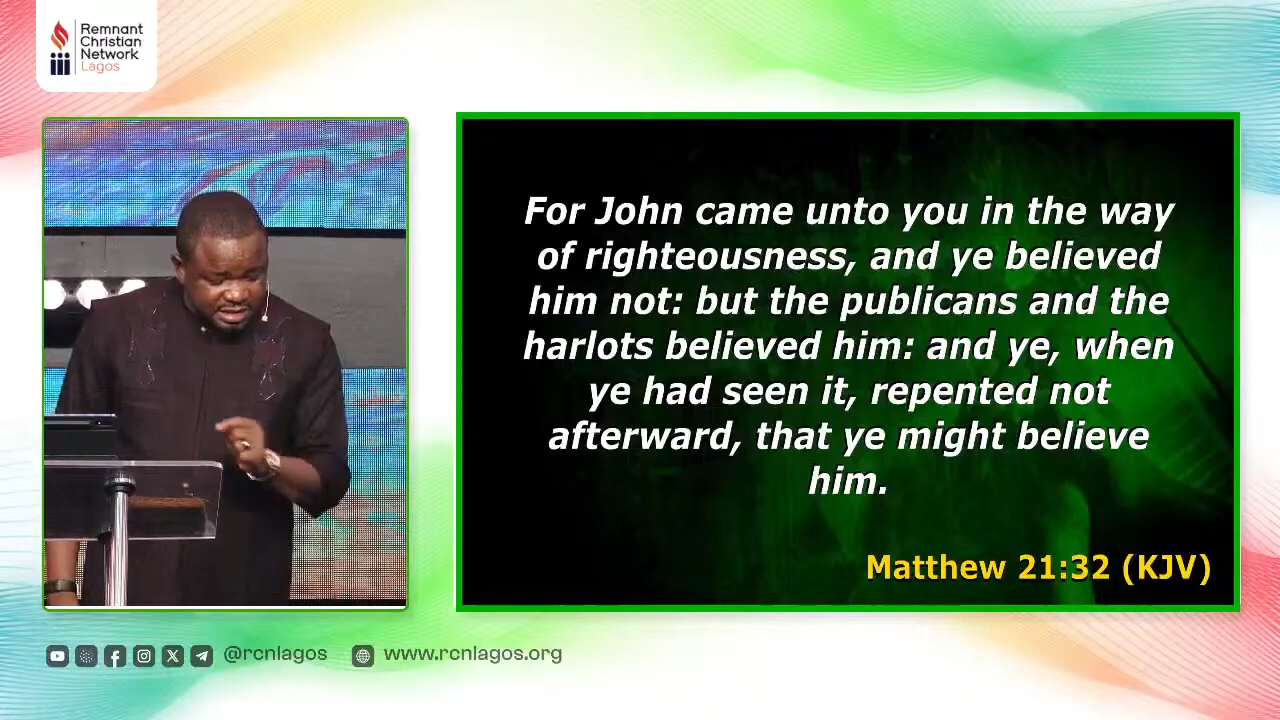 Remnant
Christian
Network
Lagos
For John came unto you in the way
of righteousness, and ye believed
him not: but the publicans and the
harlots believed him: and ye, when
ye had seen it, repented not
afterward, that ye might believe
him.
Matthew 21:32 (KJV)
@rcnlagos
www.rcnlagos.org